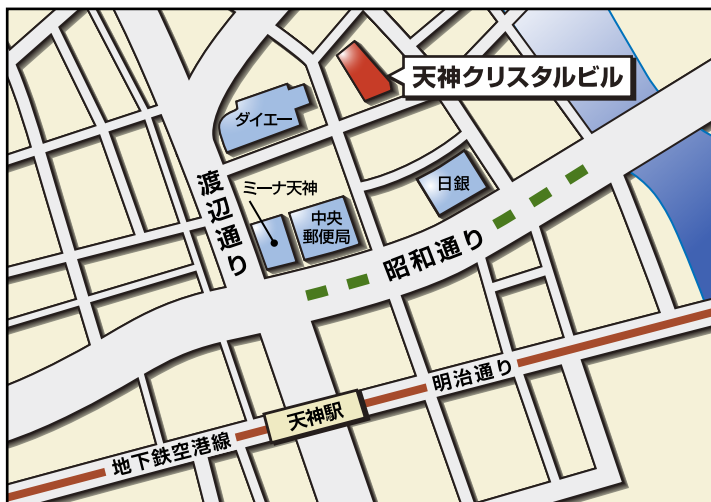 天神クリスタルビル
ダイエー
渡辺通り
ミーナ天神
中央
郵便局
日銀
昭和通り
明治通り
天神駅
地下鉄空港線